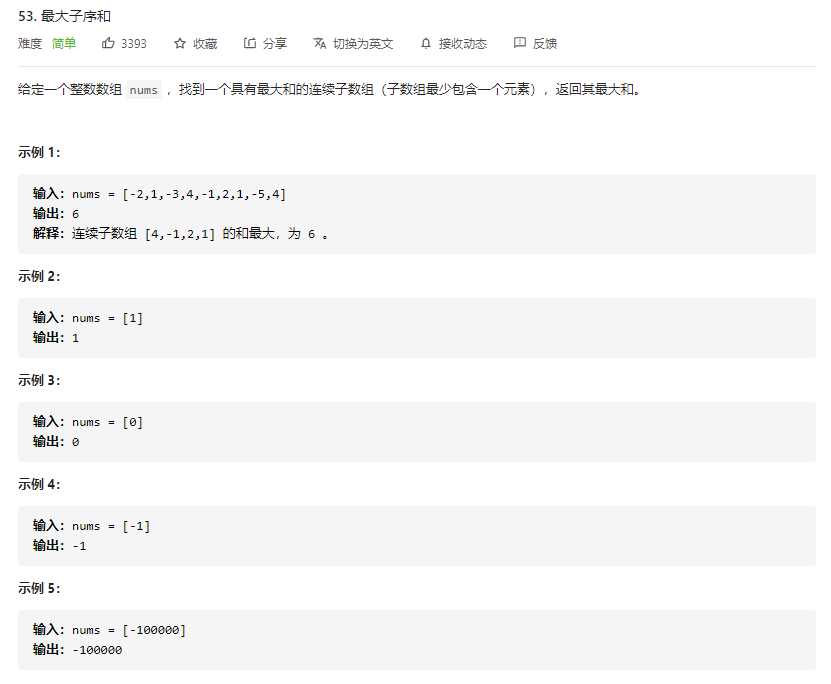 53. 最大子序和
难度 简单 3393 收藏 分享 切换为英文 接收动态 反馈
给定一个整数数组 nums ，找到一个具有最大和的连续子数组（子数组最少包含一个元素），返回其最大和。
示例 1：
输入：nums = [-2,1,-3,4,-1,2,1,-5,4]
输出：6
解释：连续子数组 [4,-1,2,1] 的和最大，为 6 。
示例 2：
输入：nums = [1]
输出：1
示例 3：
输入：nums = [0]
输出：0
示例 4：
输入：nums = [-1]
输出：-1
示例 5：
输入：nums = [-100000]
输出：-100000